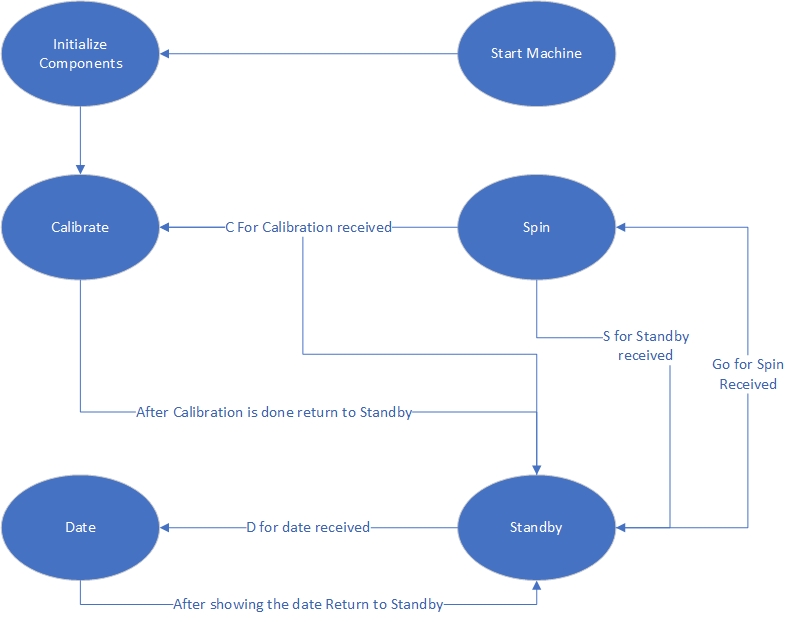 Initialize
Components
Start Machine
Calibrate
C For Calibration received
Spin
S for Standby
received
Go for Spin
Received
After Calibration is done return to Standby
Date
D for date received
Standby
After showing the date Return to Standby